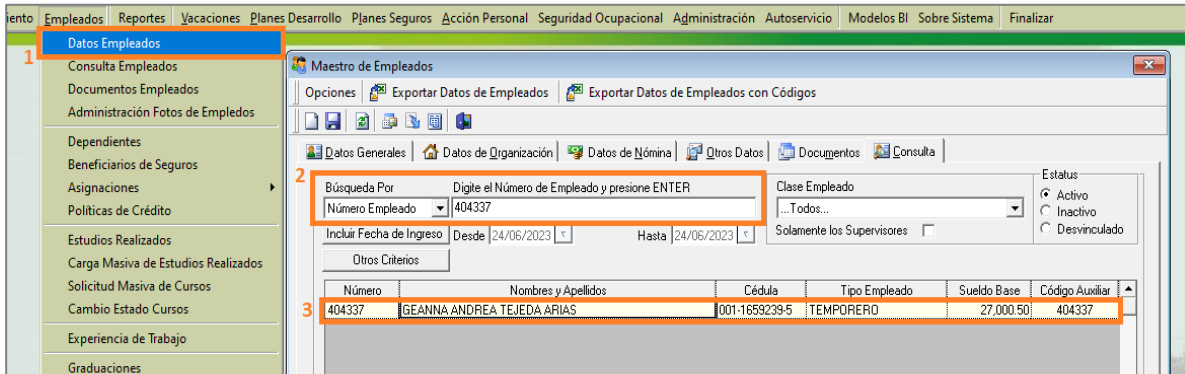 iento Empleados Reportes Vacaciones Planes Desarrollo Planes Seguros Acción Personal Seguridad Ocupacional Administración Autoservicio Modelos BI Sobre Sistema Finalizar
1
Datos Empleados
Consulta Empleados
Documentos Empleados
Administración Fotos de Empledos
Dependientes
Beneficiarios de Seguros
Asignaciones
Políticas de Crédito
Estudios Realizados
Carga Masiva de Estudios Realizados
Solicitud Masiva de Cursos
Cambio Estado Cursos
Experiencia de Trabajo
Graduaciones
Maestro de Empleados
Opciones Exportar Datos de Empleados Exportar Datos de Empleados con Códigos
Datos Generales Datos de Organización Datos de Nómina Otros Datos Documentos Consulta
2
Búsqueda Por Digite el Número de Empleado y presione ENTER
Número Empleado 404337
Clase Empleado
...Todos...
Solamente los Supervisores
Estatus
Activo
Inactivo
Desvinculado
Incluir Fecha de Ingreso Desde 24/06/2023 Hasta 24/06/2023
Otros Criterios
Número Nombres y Apellidos Cédula Tipo Empleado Sueldo Base Código Auxiliar
3
404337 GEANNA ANDREA TEJEDA ARIAS 001-1659239-5 TEMPORERO 27,000.50 404337